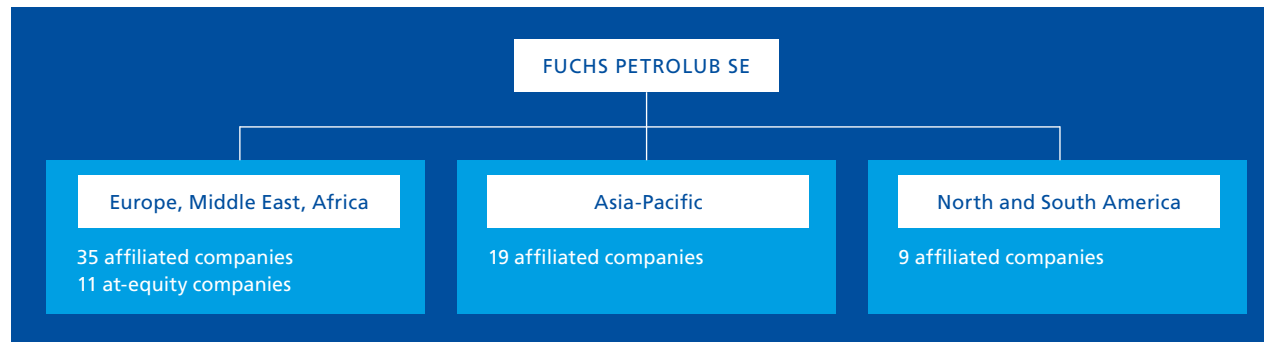 FUCHS PETROLUB SE
Europe, Middle East, Africa
35 affiliated companies
11 at-equity companies
Asia-Pacific
19 affiliated companies
North and South America
9 affiliated companies